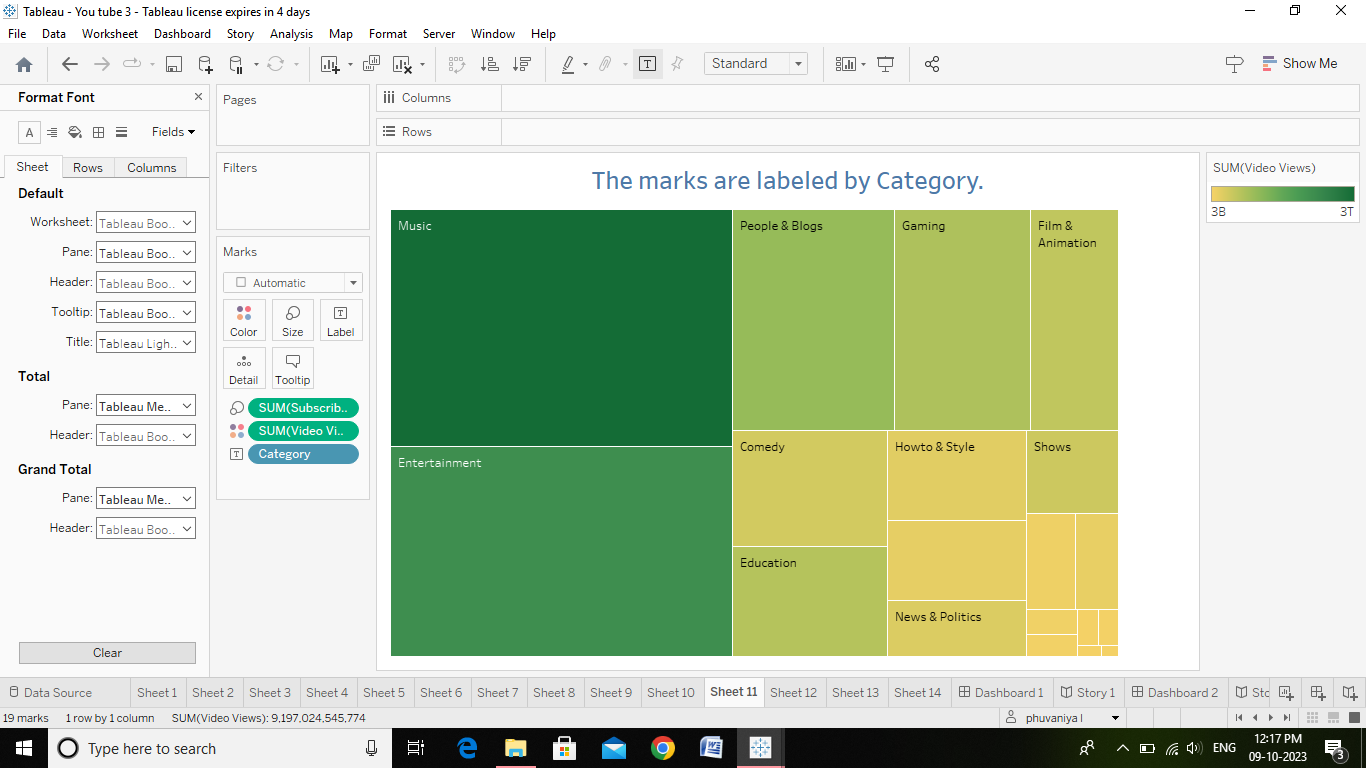 Tableau - You tube 3 - Tableau license expires in 4 days
File Data Worksheet Dashboard Story Analysis Map Format Server Window Help
Standard
Show Me
Format Font
Fields
Sheet Rows Columns
Default
Worksheet: Tableau Boo..
Pane: Tableau Boo..
Header: Tableau Boo..
Tooltip: Tableau Boo..
Title: Tableau Ligh..
Total
Pane: Tableau Me..
Header: Tableau Boo..
Grand Total
Pane: Tableau Me..
Header: Tableau Boo..
Clear
Pages
Filters
Marks
Automatic
Color Size Label
Detail Tooltip
SUM(Subscrib..
SUM(Video Vi..
Category
Columns
Rows
The marks are labeled by Category.
Music
People & Blogs
Gaming
Film &
Animation
Entertainment
Comedy
Howto & Style
Shows
Education
News & Politics
SUM(Video Views)
3B 3T
Data Source Sheet 1 Sheet 2 Sheet 3 Sheet 4 Sheet 5 Sheet 6 Sheet 7 Sheet 8 Sheet 9 Sheet 10 Sheet 11 Sheet 12 Sheet 13 Sheet 14 Dashboard 1 Story 1 Dashboard 2 Stc
19 marks 1 row by 1 column SUM(Video Views): 9,197,024,545,774
phuvaniya l
Type here to search
ENG
12:17 PM
09-10-2023
3